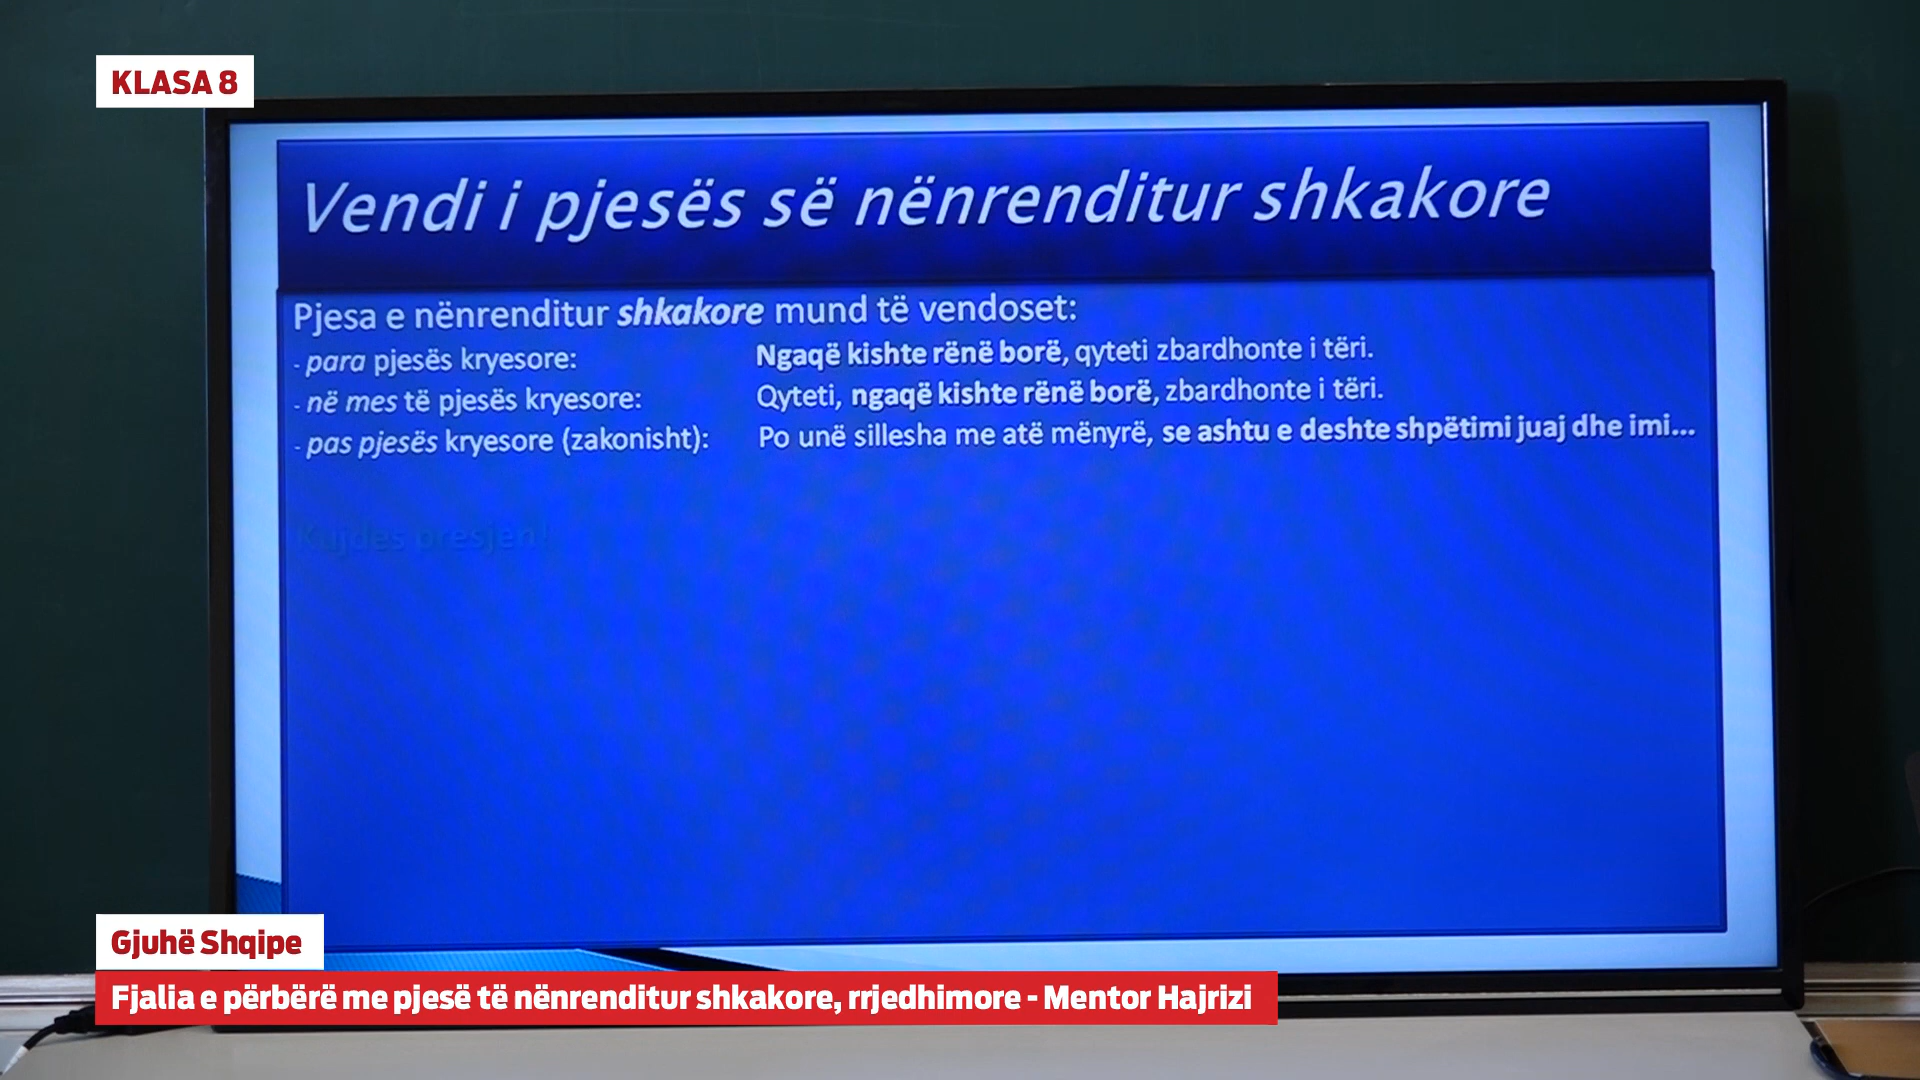 KLASA 8
Vendi i pjesës së nënrenditur shkakore
Pjesa e nënrenditur shkakore mund të vendoset:
- para pjesës kryesore: Ngaqë kishte rënë borë, qyteti zbardhonte i tëri.
- në mes të pjesës kryesore: Qyteti, ngaqë kishte rënë borë, zbardhonte i tëri.
- pas pjesës kryesore (zakonisht): Po unë sillesha me atë mënyrë, se ashtu e deshte shpëtimi juaj dhe imi...
Kujdes presjen!
Gjuhë Shqipe
Fjalia e përbërë me pjesë të nënrenditur shkakore, rrjedhimore - Mentor Hajrizi